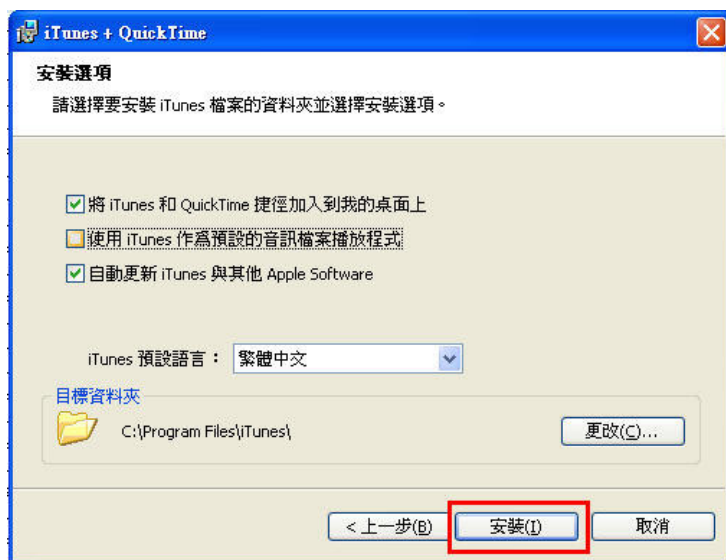 iTunes + QuickTime
安裝選項
請選擇要安裝 iTunes 檔案的資料夾並選擇安裝選項。
將 iTunes 和 QuickTime 捷徑加入到我的桌面上
使用 iTunes 作為預設的音訊檔案播放程式
自動更新 iTunes 與其他 Apple Software
iTunes 預設語言： 繁體中文
目標資料夾
C:\Program Files\iTunes\ 更改(C)...
< 上一步(B) 安裝(I) 取消